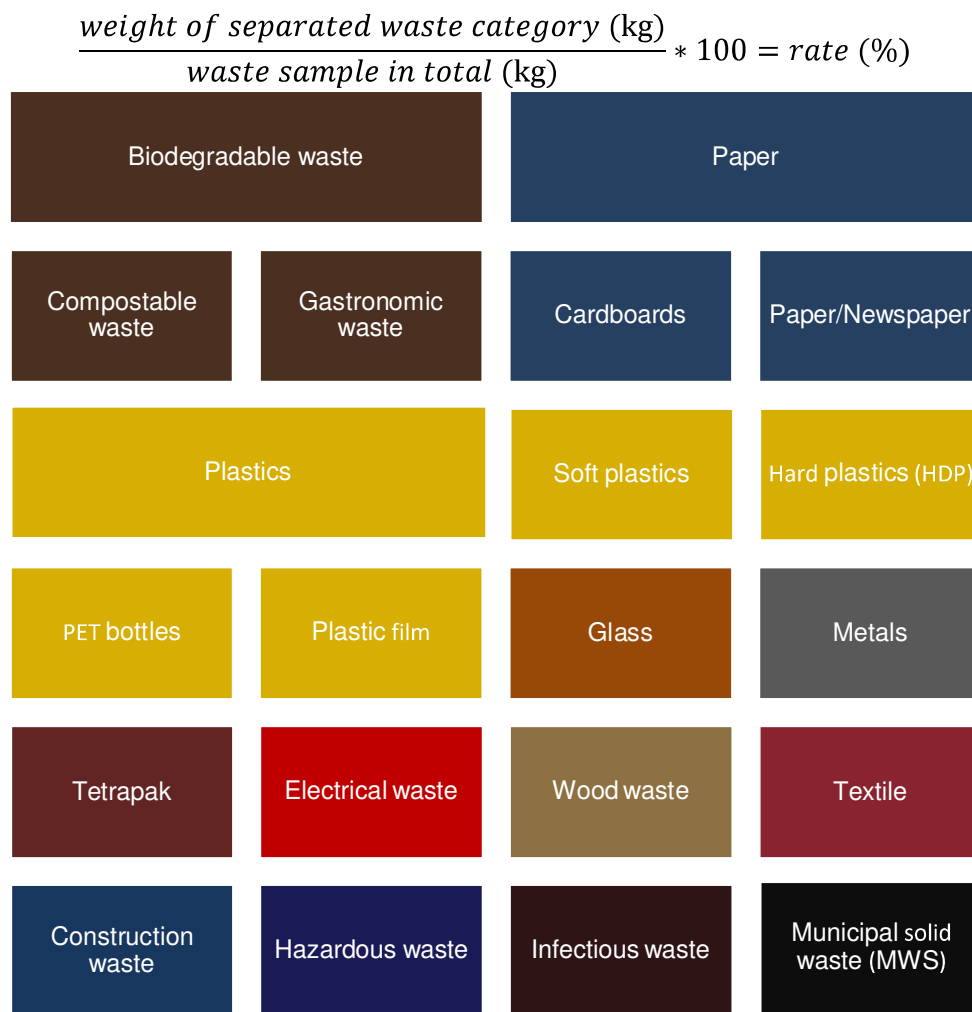 weight of separated waste category (kg)
waste sample in total (kg)
* 100 = rate (%)
Biodegradable waste
Paper
Compostable
waste
Gastronomic
waste
Cardboards
Paper/Newspaper
Plastics
Soft plastics
Hard plastics (HDP)
PET bottles
Plastic film
Glass
Metals
Tetrapak
Electrical waste
Wood waste
Textile
Construction
waste
Hazardous waste
Infectious waste
Municipal solid
waste (MWS)